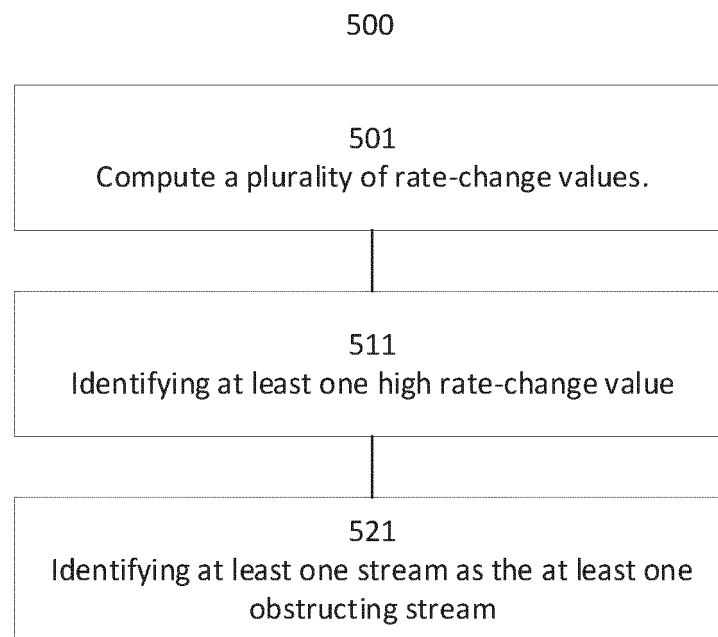 500
501
Compute a plurality of rate-change values.
511
Identifying at least one high rate-change value
521
Identifying at least one stream as the at least one
obstructing stream